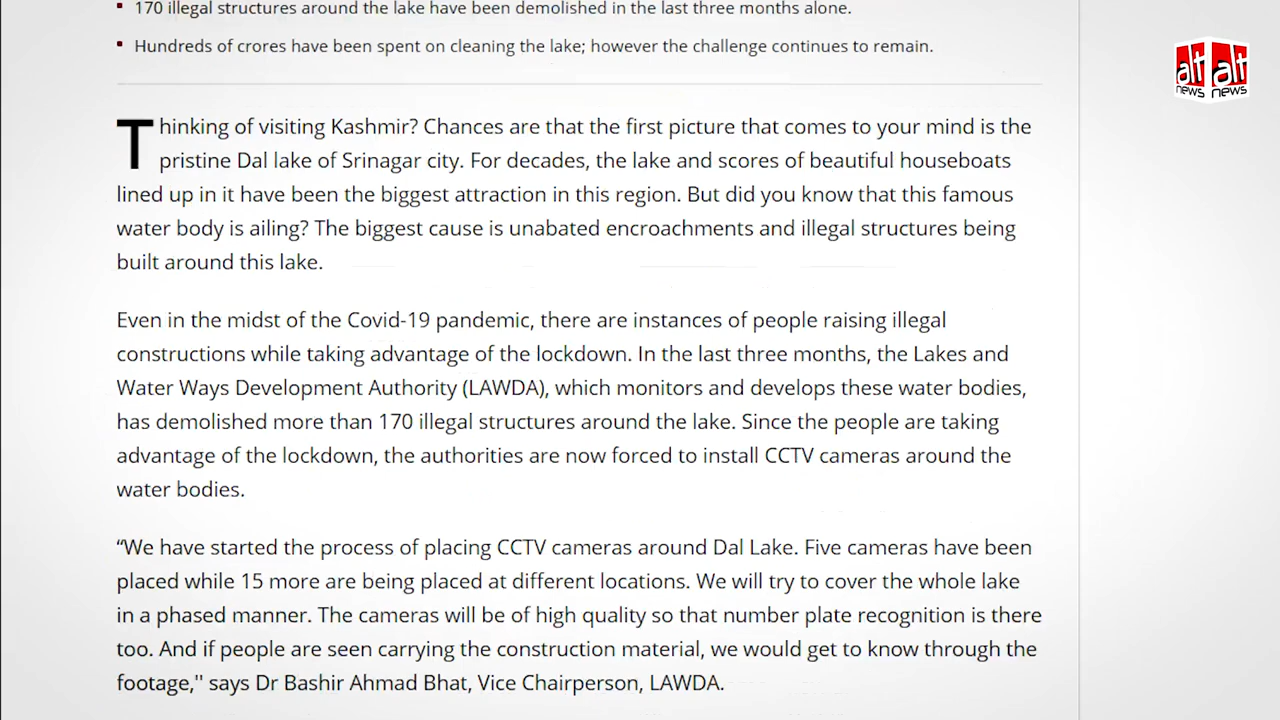 170 illegal structures around the lake have been demolished in the last three months alone.
Hundreds of crores have been spent on cleaning the lake; however the challenge continues to remain.
alt alt
news news
Thinking of visiting Kashmir? Chances are that the first picture that comes to your mind is the
pristine Dal lake of Srinagar city. For decades, the lake and scores of beautiful houseboats
lined up in it have been the biggest attraction in this region. But did you know that this famous
water body is ailing? The biggest cause is unabated encroachments and illegal structures being
built around this lake.
Even in the midst of the Covid-19 pandemic, there are instances of people raising illegal
constructions while taking advantage of the lockdown. In the last three months, the Lakes and
Water Ways Development Authority (LAWDA), which monitors and develops these water bodies,
has demolished more than 170 illegal structures around the lake. Since the people are taking
advantage of the lockdown, the authorities are now forced to install CCTV cameras around the
water bodies.
“We have started the process of placing CCTV cameras around Dal Lake. Five cameras have been
placed while 15 more are being placed at different locations. We will try to cover the whole lake
in a phased manner. The cameras will be of high quality so that number plate recognition is there
too. And if people are seen carrying the construction material, we would get to know through the
footage," says Dr Bashir Ahmad Bhat, Vice Chairperson, LAWDA.